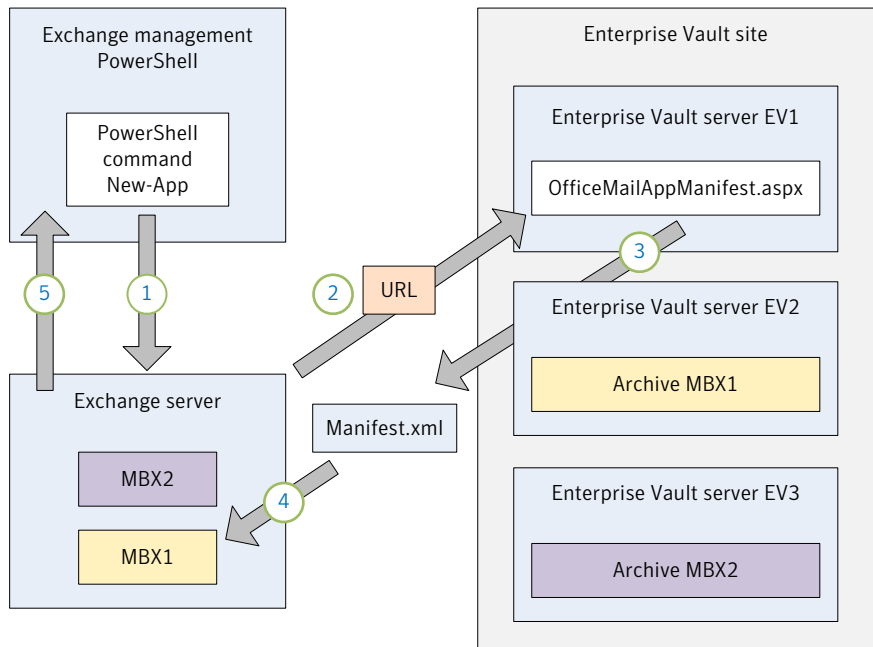 Exchange management
PowerShell
PowerShell
command
New-App
5
1
2
URL
Exchange server
MBX2
MBX1
Manifest.xml
4
Enterprise Vault site
Enterprise Vault server EV1
OfficeMailAppManifest.aspx
3
Enterprise Vault server EV2
Archive MBX1
Enterprise Vault server EV3
Archive MBX2